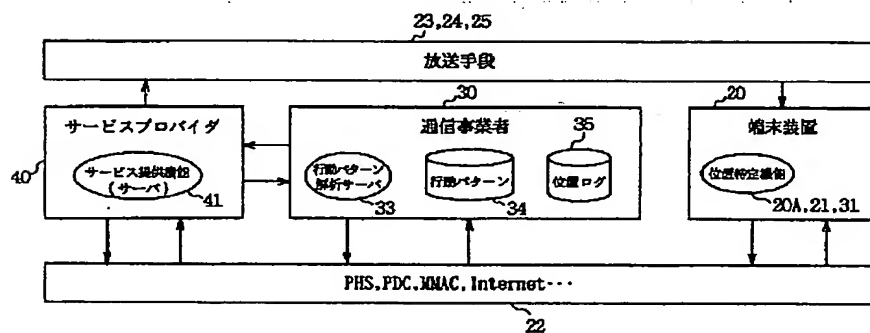 23,24,25
放送手段
サービスプロバイダ
サービス提供機個
(サーバ)
40
41
30
通信事業者
行動パターン
解析サーバ
33
行動パターン
34
35
位置ログ
20
端末装置
位置特定機個
20A,21,31
PHS,PDC,MMAC,Internet‥‥
22